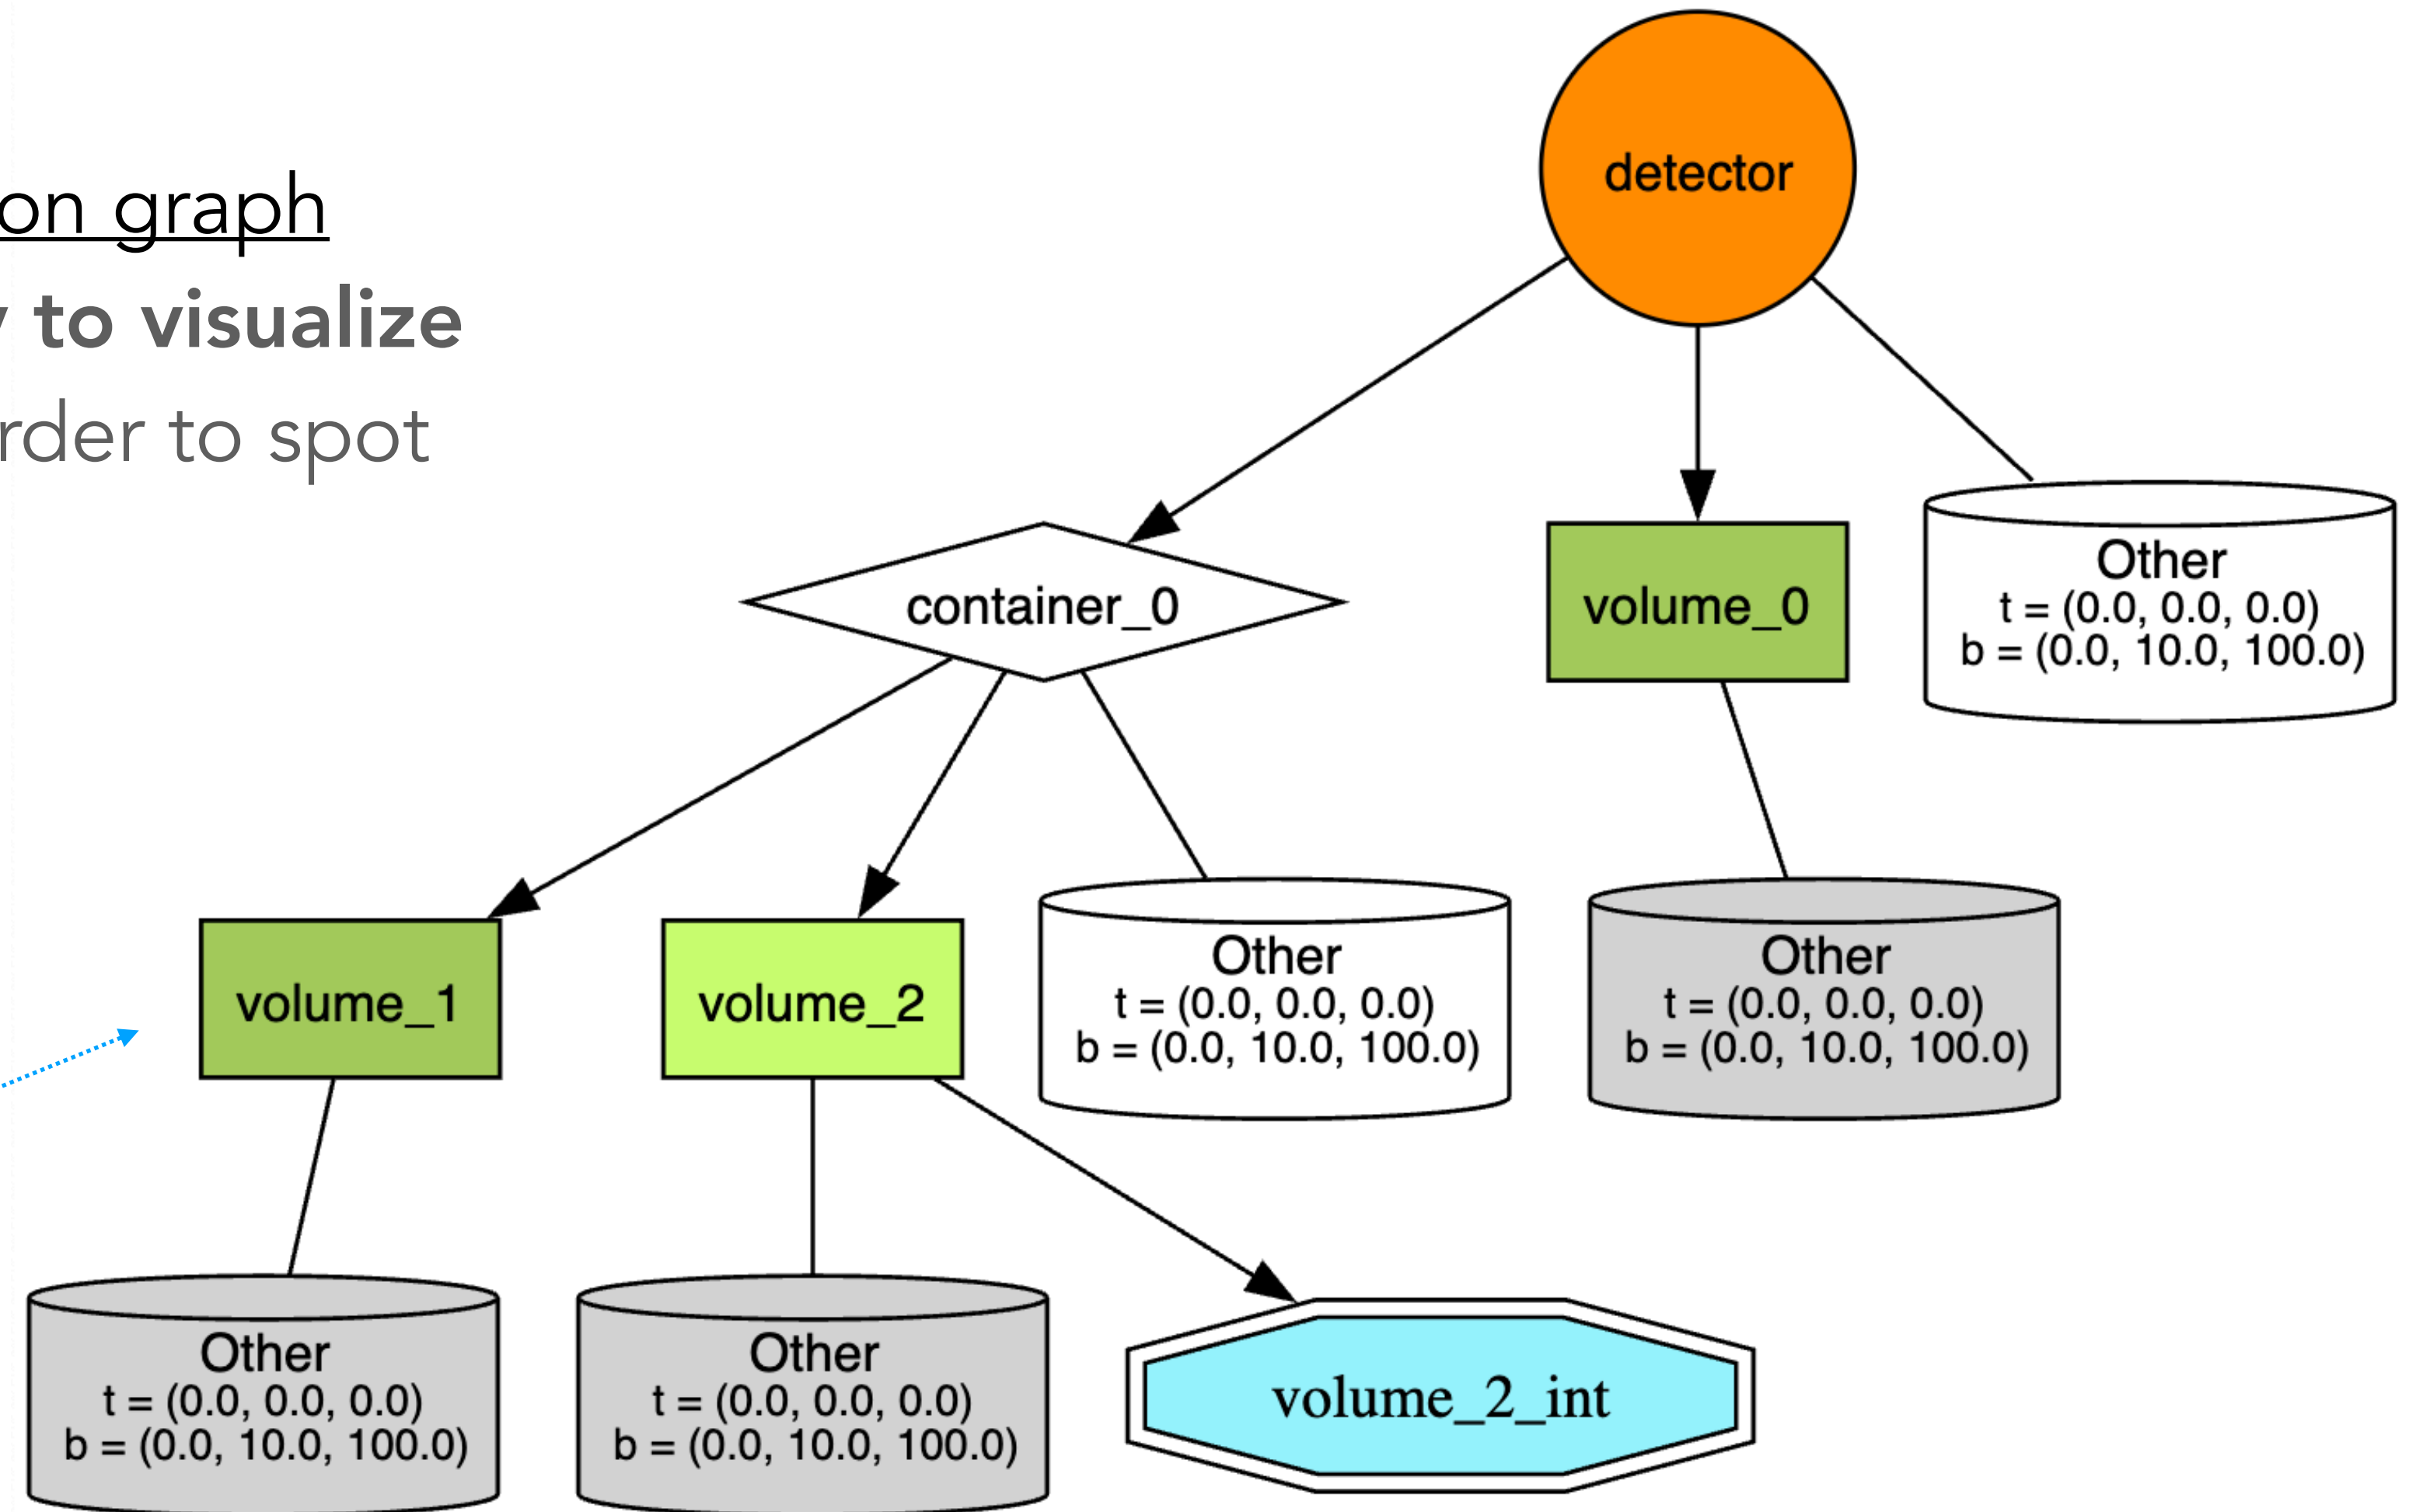 on graph
to visualize
rder to spot
detector
container_0
volume_0
Other
t = (0.0, 0.0, 0.0)
b = (0.0, 10.0, 100.0)
volume_1
volume_2
Other
t = (0.0, 0.0, 0.0)
b = (0.0, 10.0, 100.0)
Other
t = (0.0, 0.0, 0.0)
b = (0.0, 10.0, 100.0)
Other
t = (0.0, 0.0, 0.0)
b = (0.0, 10.0, 100.0)
Other
t = (0.0, 0.0, 0.0)
b = (0.0, 10.0, 100.0)
volume_2_int